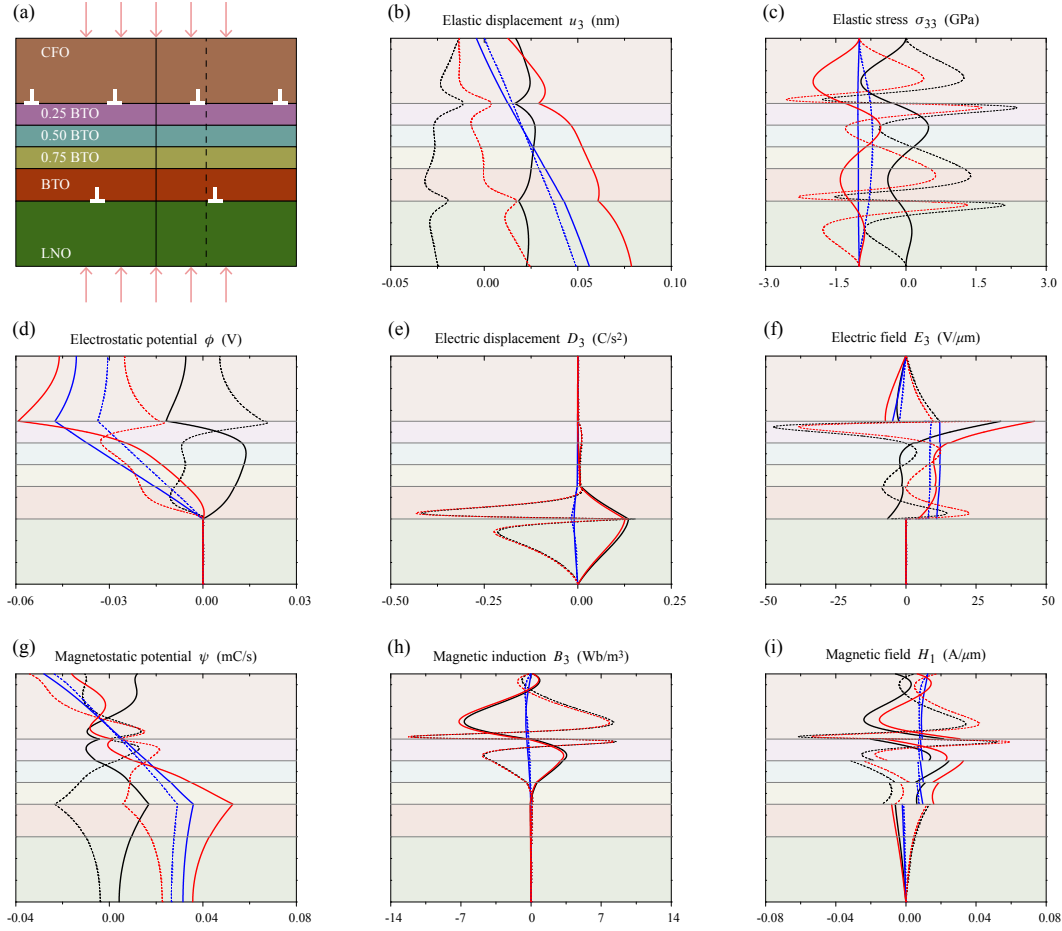 (a)
CFO
0.25 BTO
0.50 BTO
0.75 BTO
BTO
LNO
(b)
Elastic displacement u₃ (nm)
-0.05 0.00 0.05 0.10
(c)
Elastic stress σ₃₃ (GPa)
-3.0 -1.5 0.0 1.5 3.0
(d)
Electrostatic potential ϕ (V)
-0.06 -0.03 0.00 0.03
(e)
Electric displacement D₃ (C/s²)
-0.50 -0.25 0.00 0.25
(f)
Electric field E₃ (V/μm)
-50 -25 0 25 50
(g)
Magnetostatic potential ψ (mC/s)
-0.04 0.00 0.04 0.08
(h)
Magnetic induction B₃ (Wb/m³)
-14 -7 0 7 14
(i)
Magnetic field H₁ (A/μm)
-0.08 -0.04 0.00 0.04 0.08